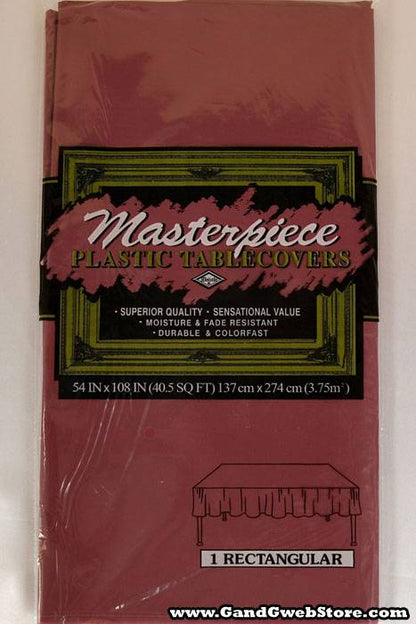 Masterpiece
PLASTIC TABLECOVERS
• SUPERIOR QUALITY • SENSATIONAL VALUE
• MOISTURE & FADE RESISTANT
• DURABLE & COLORFAST
54 IN x 108 IN (40.5 SQ FT) 137 cm x 274 cm (3.75m²)
1 RECTANGULAR
www.GandGwebStore.com